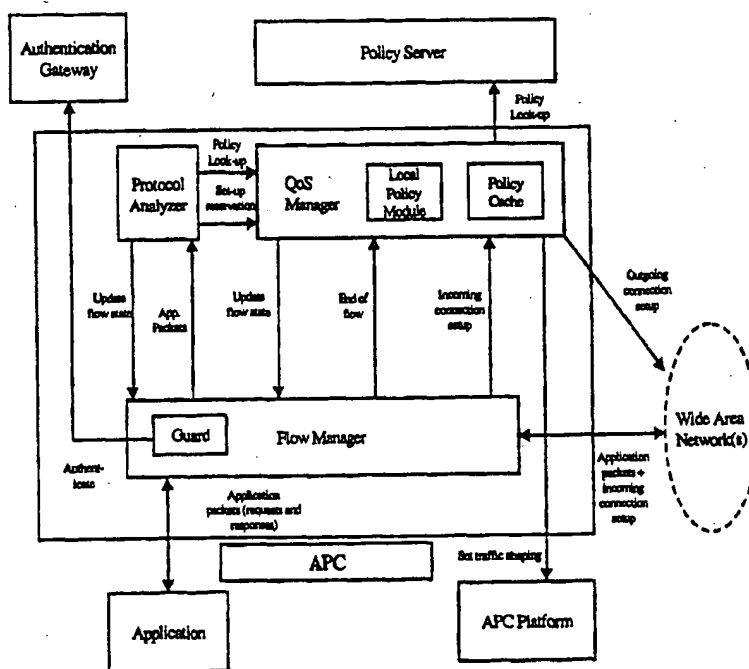 Authentication
Gateway
Policy Server
Policy
Look-up
Policy
Look-up
Set-up
reservation
Protocol
Analyzer
QoS
Manager
Local
Policy
Module
Policy
Cache
Update
flow state
App.
Packets
Update
flow state
End of
flow
Incoming
connection
setup
Outgoing
connection
setup
Guard
Flow Manager
Wide Area
Network(s)
Authent-
icate
Application
packets (requests and
responses)
Application
packets +
incoming
connection
setup
APC
Set traffic shaping
Application
APC Platform